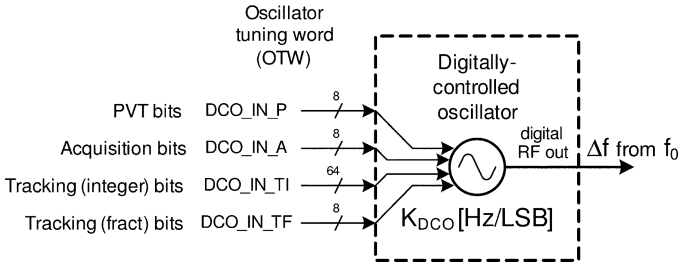 Oscillator
tuning word
(OTW)
Digitally-
controlled
oscillator
PVT bits DCO_IN_P 8
Acquisition bits DCO_IN_A 8
Tracking (integer) bits DCO_IN_TI 64
Tracking (fract) bits DCO_IN_TF 8
digital
RF out
Δf from f₀
K_DCO [Hz/LSB]